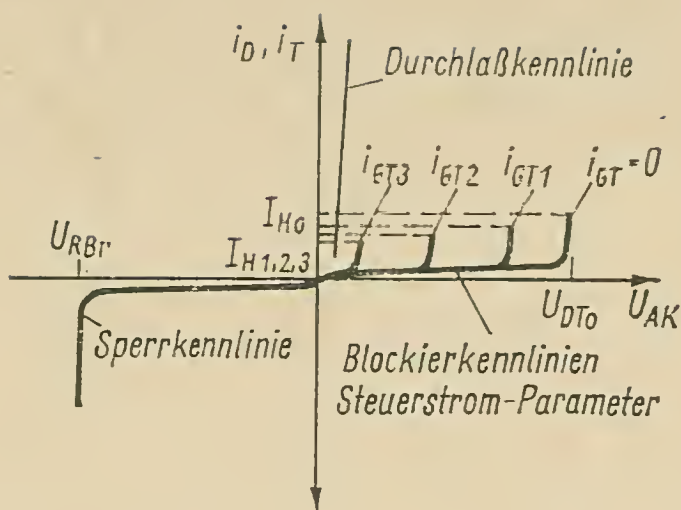 i_D, i_T
Durchlaßkennlinie
i_GT3 i_GT2 i_GT1 i_GT=0
I_H0
U_RBr
I_H1,2,3
U_DT0 U_AK
Sperrkennlinie
Blockierkennlinien
Steuerstrom-Parameter